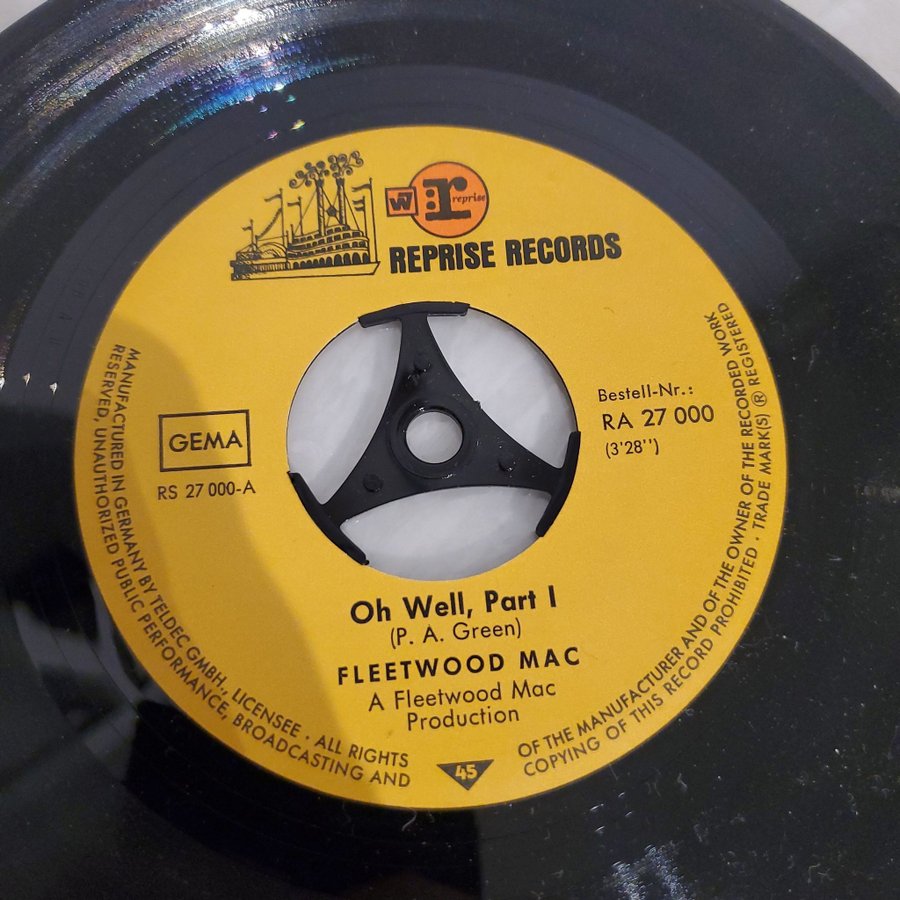 W7
r: reprise
REPRISE RECORDS
Bestell-Nr.:
RA 27 000
(3'28")
GEMA
RS 27 000-A
Oh Well, Part I
(P. A. Green)
FLEETWOOD MAC
A Fleetwood Mac
Production
45
MANUFACTURED IN GERMANY BY TELDEC GMBH., LICENSEE · ALL RIGHTS
RESERVED, UNAUTHORIZED PUBLIC PERFORMANCE, BROADCASTING AND
OF THE MANUFACTURER AND OF THE OWNER OF THE RECORDED WORK
COPYING OF THIS RECORD PROHIBITED · TRADE MARK(S) ® REGISTERED